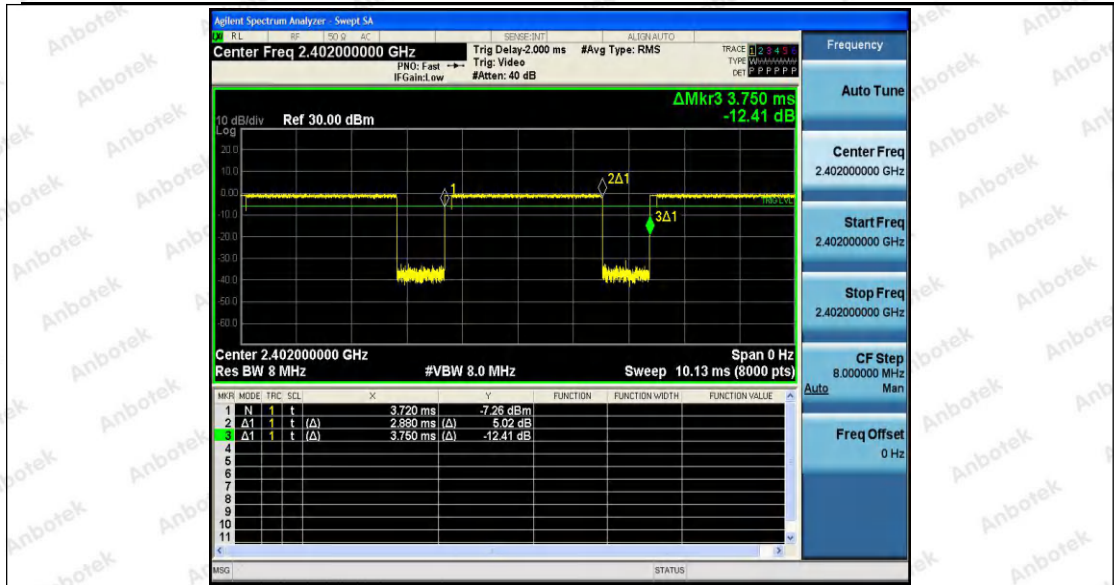 Agilent Spectrum Analyzer - Swept SA
RL RF 50 Ω AC SENSE:INT ALIGN AUTO
Center Freq 2.402000000 GHz
PNO: Fast
IFGain:Low
Trig Delay-2.000 ms #Avg Type: RMS
Trig: Video
#Atten: 40 dB
TRACE 1 2 3 4 5 6
TYPE
DET P P P P P P
ΔMkr3 3.750 ms
-12.41 dB
10 dB/div Ref 30.00 dBm
Log
20.0
10.0
0.00
-10.0
-20.0
-30.0
-40.0
-50.0
-60.0
1
2Δ1
3Δ1
TRIG LVL
Center 2.402000000 GHz Span 0 Hz
Res BW 8 MHz #VBW 8.0 MHz Sweep 10.13 ms (8000 pts)
MKR MODE TRC SCL X Y FUNCTION FUNCTION WIDTH FUNCTION VALUE
1 N 1 t 3.720 ms -7.26 dBm
2 Δ1 1 t (Δ) 2.880 ms (Δ) 5.02 dB
3 Δ1 1 t (Δ) 3.750 ms (Δ) -12.41 dB
4
5
6
7
8
9
10
11
MSG STATUS
Frequency
Auto Tune
Center Freq
2.402000000 GHz
Start Freq
2.402000000 GHz
Stop Freq
2.402000000 GHz
CF Step
8.000000 MHz
Auto Man
Freq Offset
0 Hz
Anbotek